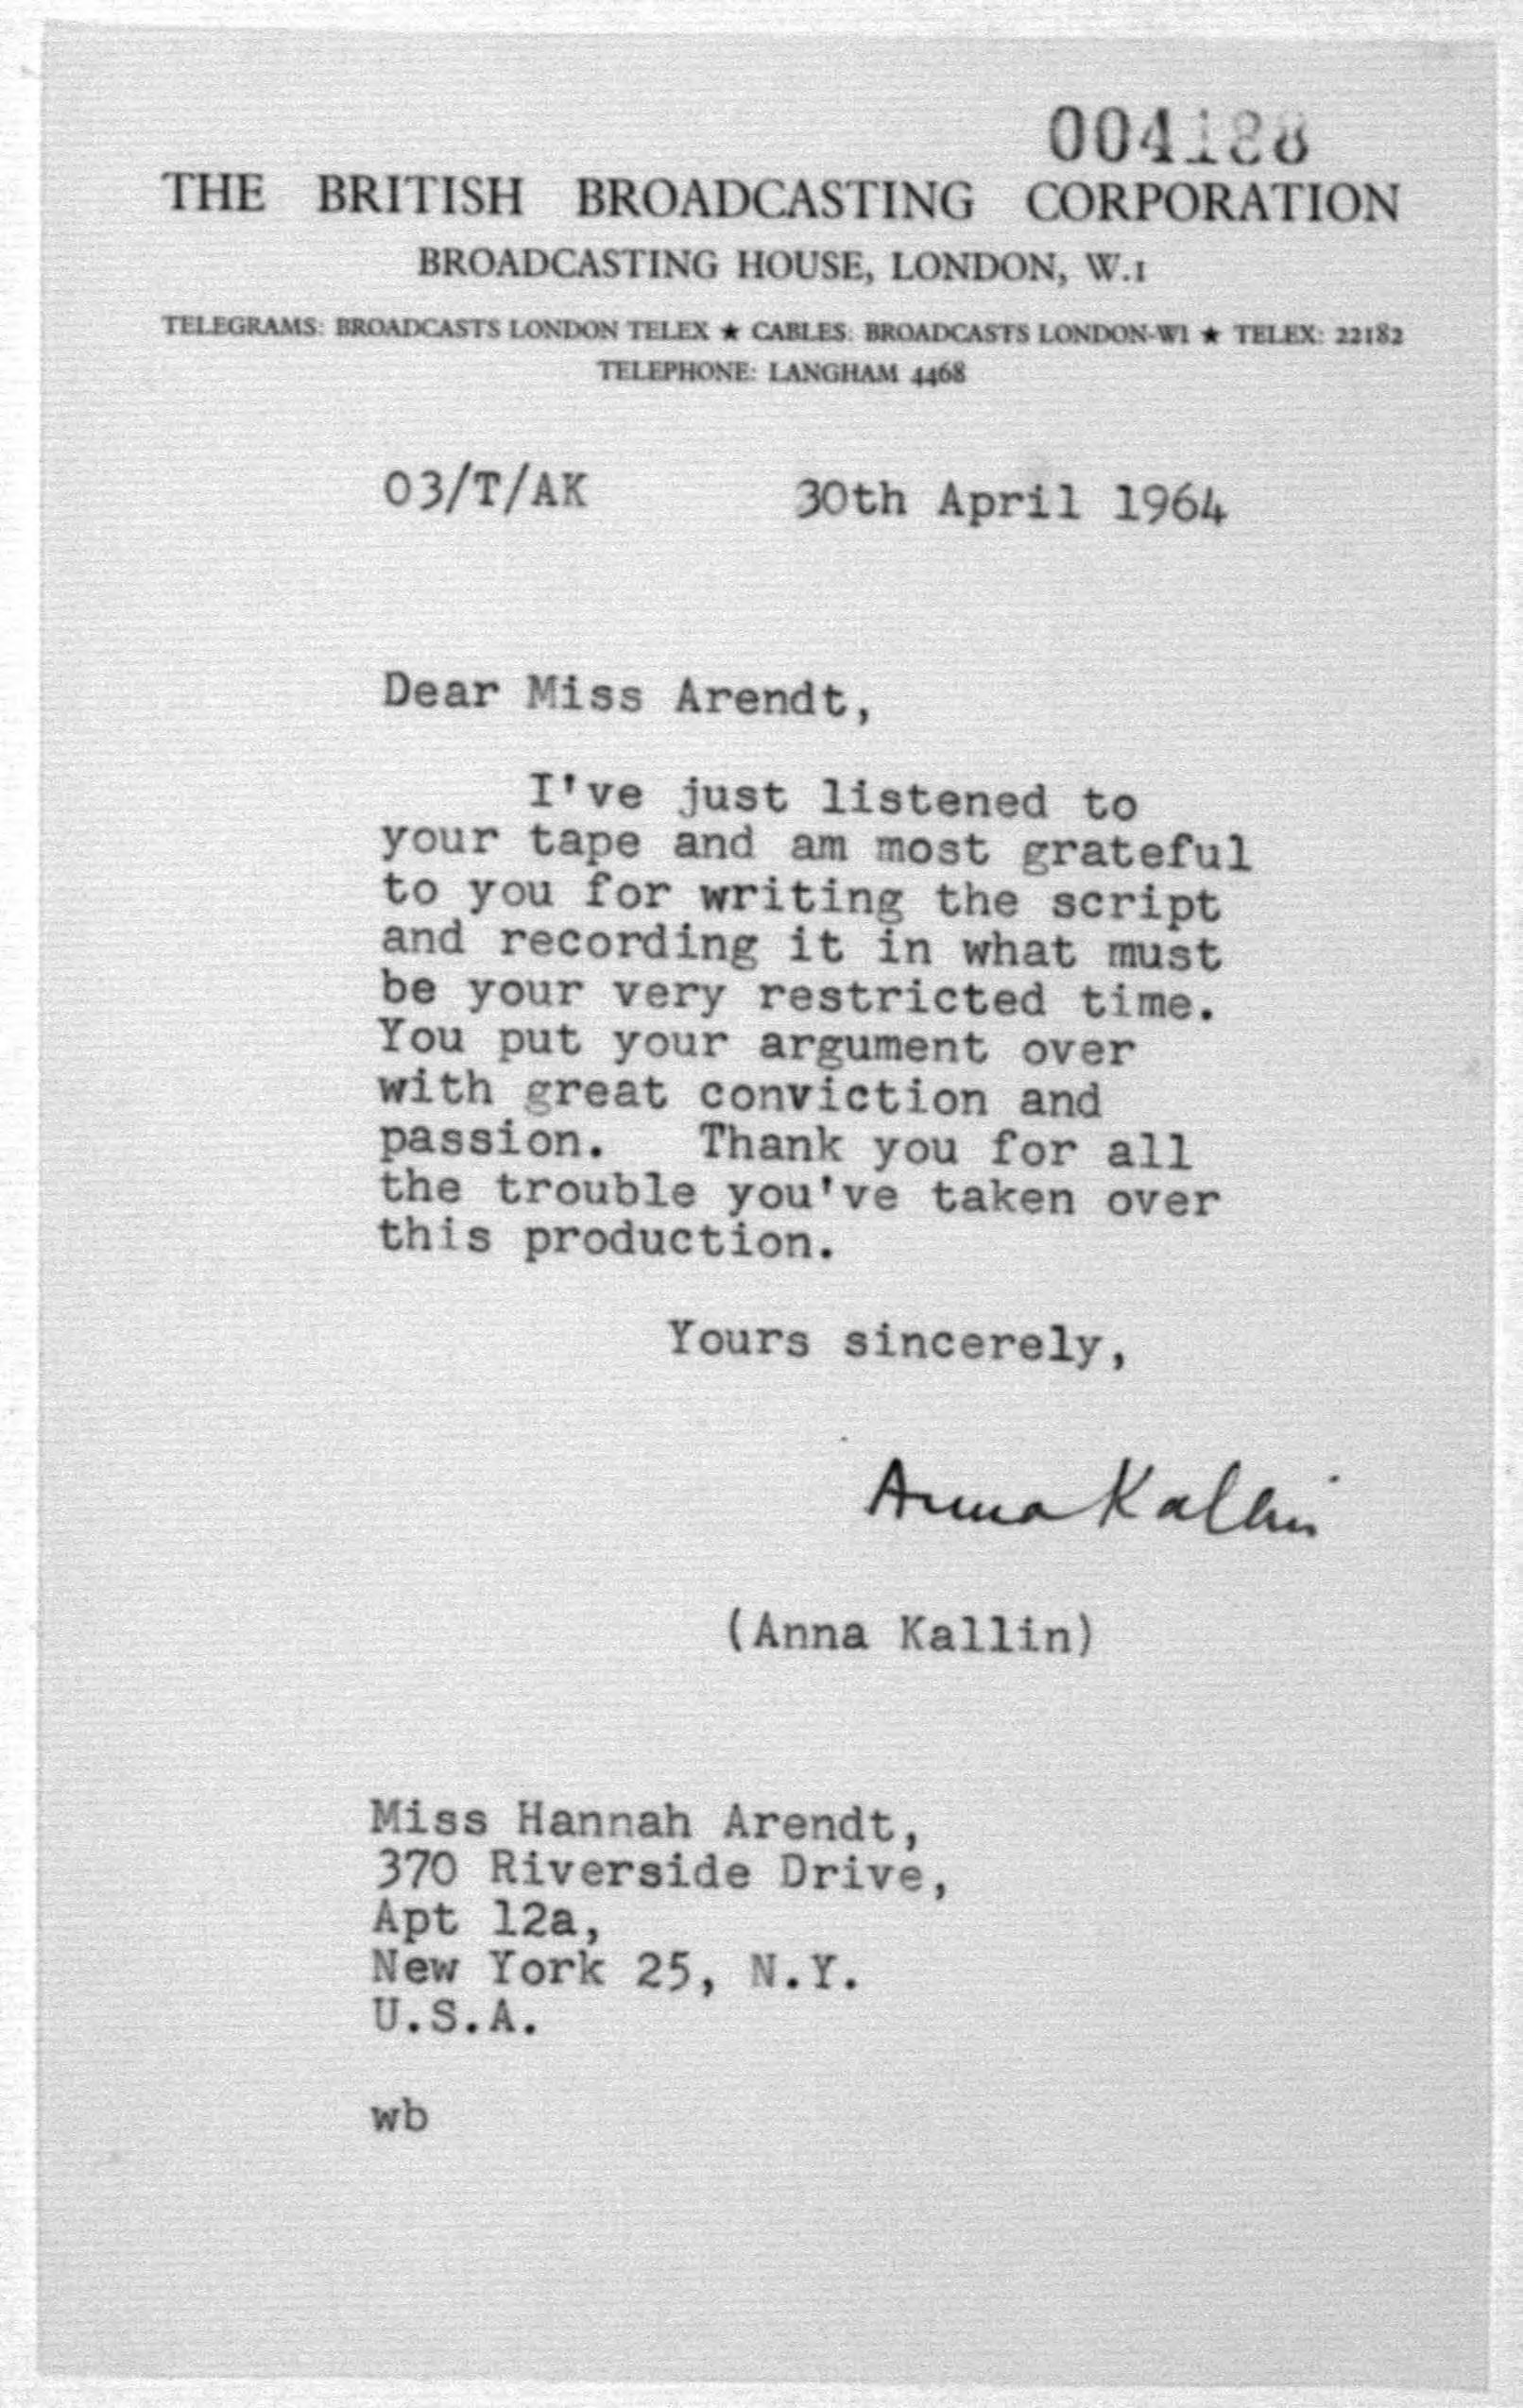 004188
THE BRITISH BROADCASTING CORPORATION
BROADCASTING HOUSE, LONDON, W.1
TELEGRAMS: BROADCASTS LONDON TELEX ★ CABLES: BROADCASTS LONDON-W1 ★ TELEX: 22182
TELEPHONE: LANGHAM 4468
03/T/AK 30th April 1964
Dear Miss Arendt,
I've just listened to
your tape and am most grateful
to you for writing the script
and recording it in what must
be your very restricted time.
You put your argument over
with great conviction and
passion. Thank you for all
the trouble you've taken over
this production.
Yours sincerely,
Anna Kallin
(Anna Kallin)
Miss Hannah Arendt,
370 Riverside Drive,
Apt 12a,
New York 25, N.Y.
U.S.A.
wb